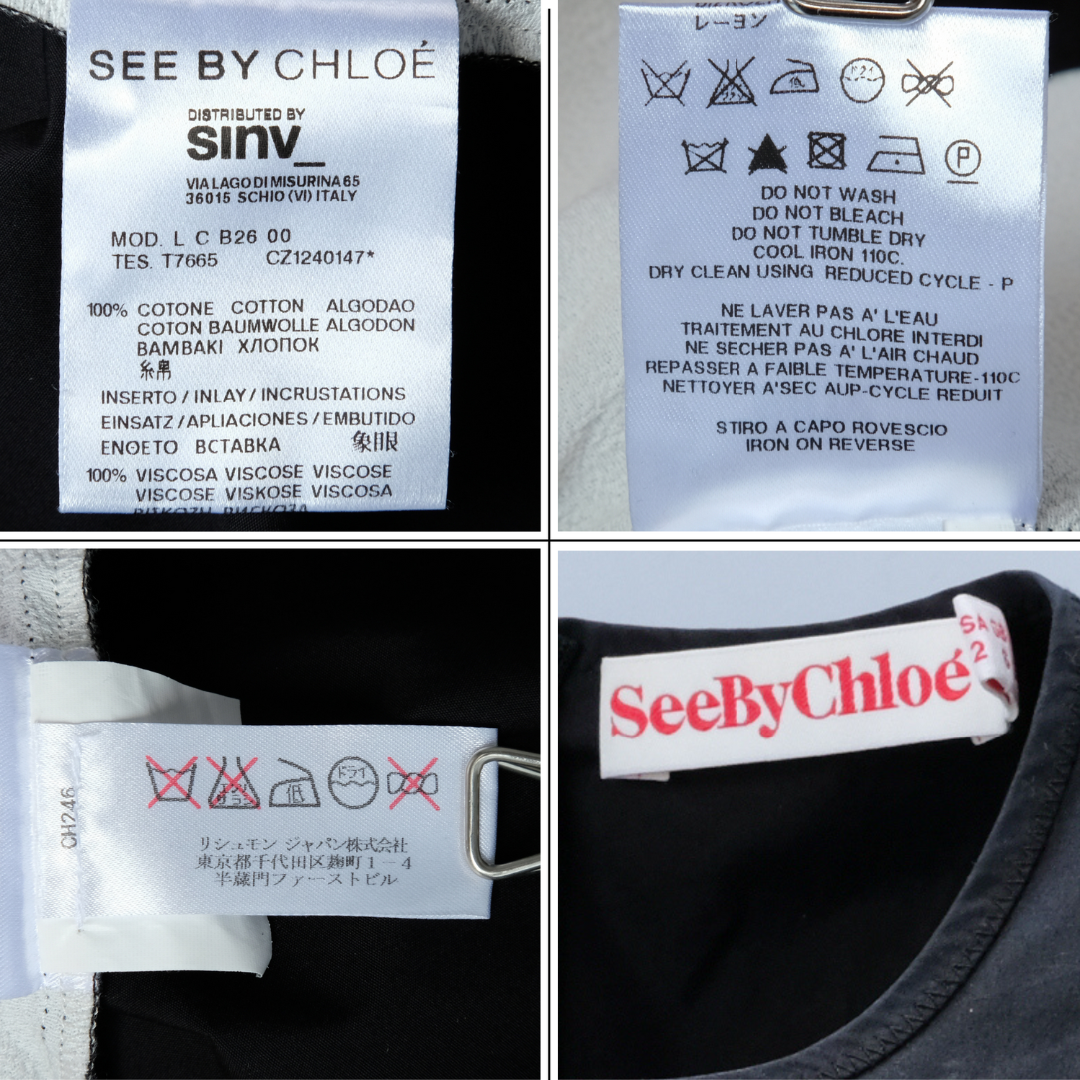 SEE BY CHLOÉ
DISTRIBUTED BY
sinv_
VIA LAGO DI MISURINA 65
36015 SCHIO (VI) ITALY
MOD. L C B26 00
TES. T7665 CZ1240147*
100% COTONE COTTON ALGODAO
COTON BAUMWOLLE ALGODON
BAMBAKI ХЛОПОК
綿
INSERTO / INLAY / INCRUSTATIONS
EINSATZ / APLIACIONES / EMBUTIDO
ENΘETO ВСТАВКА 象眼
100% VISCOSA VISCOSE VISCOSE
VISCOSE VISKOSE VISCOSA
レーヨン
ドライ
DO NOT WASH
DO NOT BLEACH
DO NOT TUMBLE DRY
COOL IRON 110C.
DRY CLEAN USING REDUCED CYCLE - P
P
NE LAVER PAS A' L'EAU
TRAITEMENT AU CHLORE INTERDI
NE SECHER PAS A' L'AIR CHAUD
REPASSER A FAIBLE TEMPERATURE-110C
NETTOYER A'SEC AUP-CYCLE REDUIT
STIRO A CAPO ROVESCIO
IRON ON REVERSE
CH246
低 ドライ
リシュモン ジャパン株式会社
東京都千代田区麹町1-4
半蔵門ファーストビル
SeeByChloé
SA GB
2